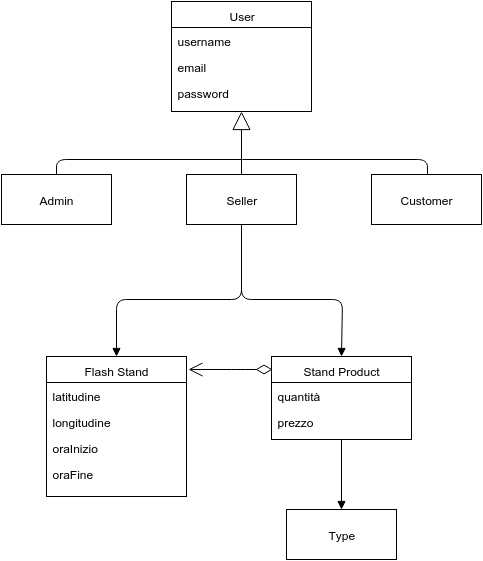 User
username
email
password
Admin
Seller
Customer
Flash Stand
latitudine
longitudine
oraInizio
oraFine
Stand Product
quantità
prezzo
Type